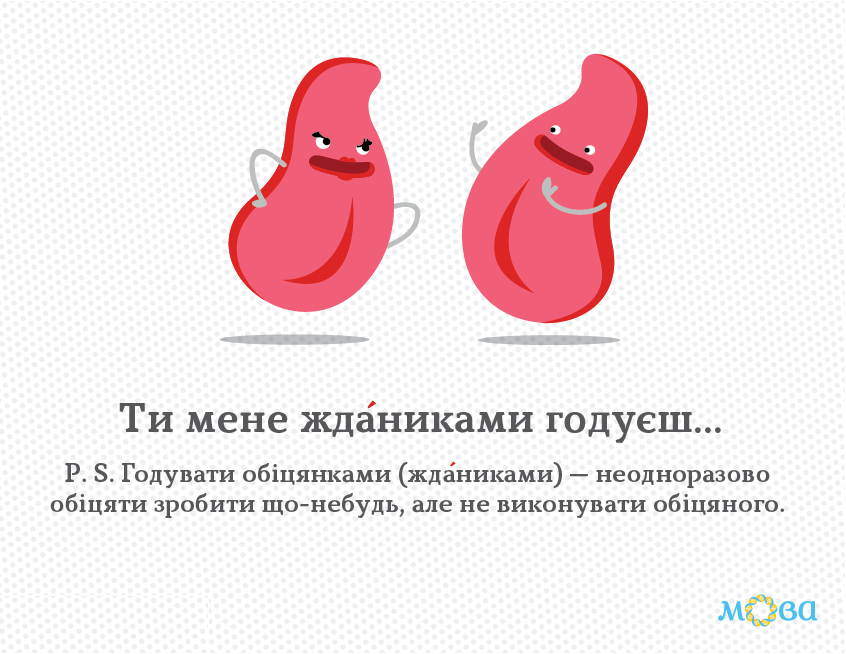 Ти мене жда́никами годуєш...
P. S. Годувати обіцянками (жда́никами) — неодноразово
обіцяти зробити що-небудь, але не виконувати обіцяного.
мова